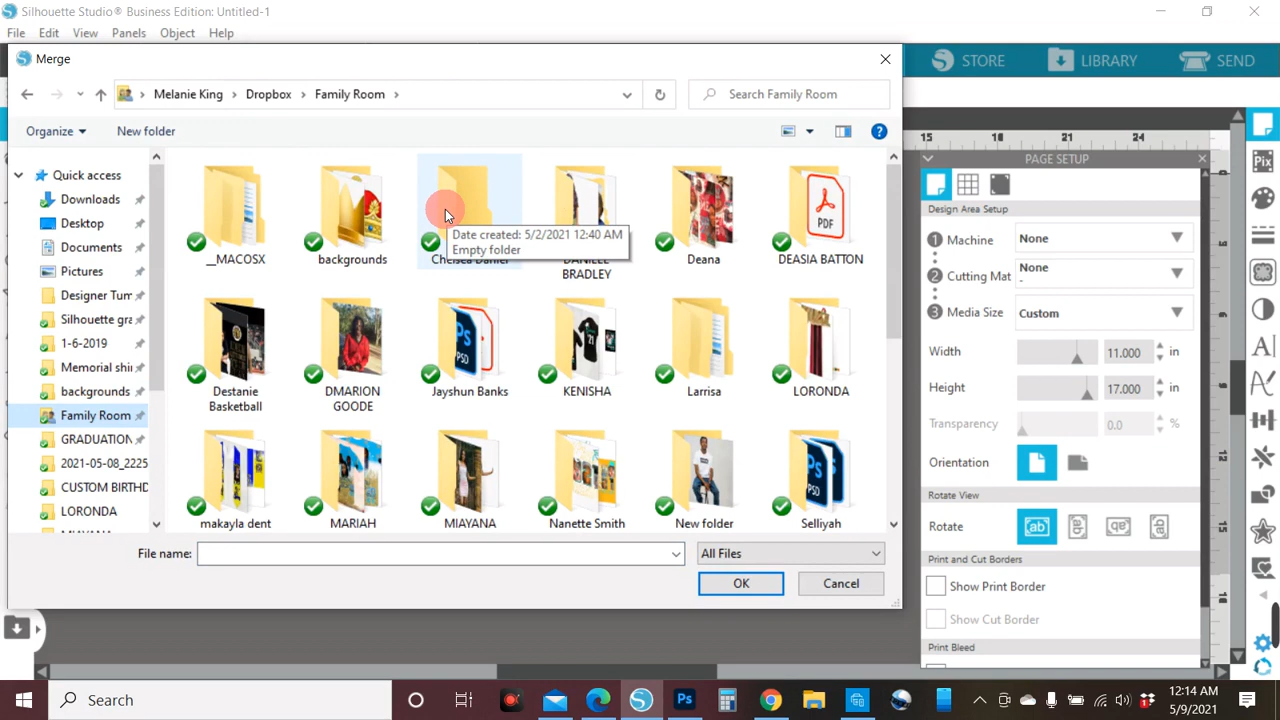 Silhouette Studio® Business Edition: Untitled-1
File Edit View Panels Object Help
Merge
STORE LIBRARY SEND
Melanie King Dropbox Family Room
Search Family Room
Organize New folder
Quick access
Downloads
Desktop
Documents
Pictures
Designer Tum
Silhouette gra
1-6-2019
Memorial shi
backgrounds
Family Room
GRADUATION
2021-05-08_2225
CUSTOM BIRTHD
LORONDA
__MACOSX
backgrounds
Chelsea Daniel
BRADLEY
Deana
DEASIA BATTON
PDF
Date created: 5/2/2021 12:40 AM
Empty folder
Destanie
Basketball
DMARION
GOODE
Jayshun Banks
KENISHA
Larrisa
LORONDA
makayla dent
MARIAH
MIAYANA
Nanette Smith
New folder
Selliyah
File name:
All Files
OK Cancel
15 18 21 24
PAGE SETUP
Design Area Setup
1 Machine None
2 Cutting Mat None
-
3 Media Size Custom
Width 11.000 in
Height 17.000 in
Transparency 0.0 %
Orientation
Rotate View
Rotate
Print and Cut Borders
Show Print Border
Show Cut Border
Print Bleed
Search
12:14 AM
5/9/2021